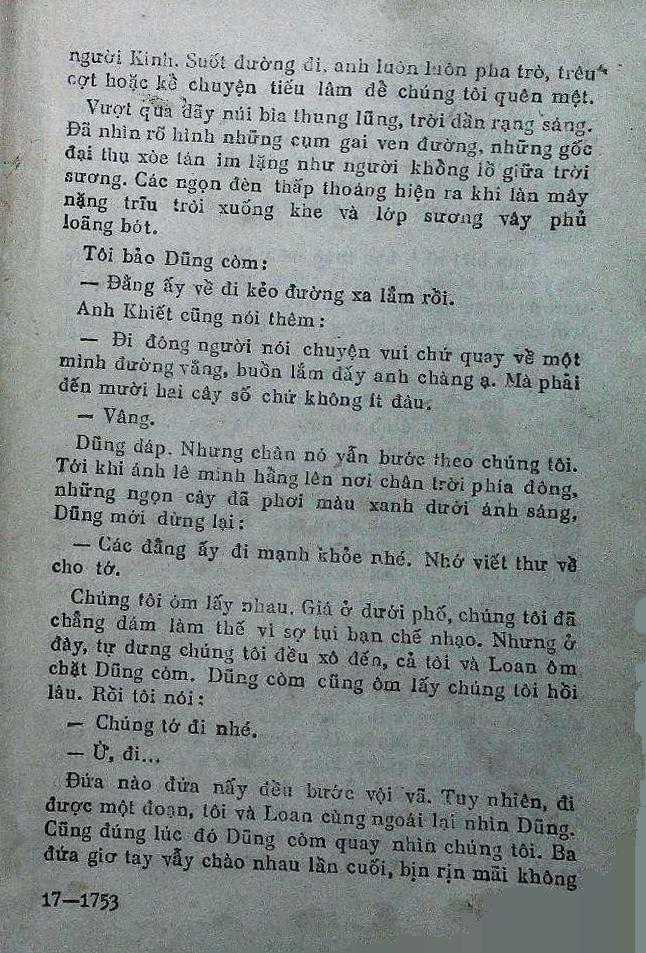 người Kinh. Suốt đường đi, anh luôn luôn pha trò, trêu
cợt hoặc kể chuyện tiếu lâm để chúng tôi quên mệt.
Vượt qua dãy núi bìa thung lũng, trời dần rạng sáng.
Đã nhìn rõ hình những cụm gai ven đường, những gốc
đại thụ xòe tán im lặng như người khổng lồ giữa trời
sương. Các ngọn đèn thấp thoáng hiện ra khi làn mây
nặng trĩu trôi xuống khe và lớp sương vây phủ
loãng bớt.
Tôi bảo Dũng còm:
— Đằng ấy về đi kẻo đường xa lắm rồi.
Anh Khiết cũng nói thêm:
— Đi đông người nói chuyện vui chứ quay về một
mình đường vắng, buồn lắm đấy anh chàng ạ. Mà phải
đến mười hai cây số chứ không ít đâu.
— Vâng.
Dũng đáp. Nhưng chân nó vẫn bước theo chúng tôi.
Tới khi ánh lê minh hằng lên nơi chân trời phía đông,
những ngọn cây đã phơi màu xanh dưới ánh sáng,
Dũng mới dừng lại:
— Các đằng ấy đi mạnh khỏe nhé. Nhớ viết thư về
cho tớ.
Chúng tôi ôm lấy nhau. Giá ở dưới phố, chúng tôi đã
chẳng dám làm thế vì sợ tụi bạn chế nhạo. Nhưng ở
đây, tự dưng chúng tôi đều xô đến, cả tôi và Loan ôm
chặt Dũng còm. Dũng còm cũng ôm lấy chúng tôi hồi
lâu. Rồi tôi nói:
— Chúng tớ đi nhé.
— Ừ, đi...
Đứa nào đứa nấy đều bước vội vã. Tuy nhiên, đi
được một đoạn, tôi và Loan cùng ngoái lại nhìn Dũng.
Cũng đúng lúc đó Dũng còm quay nhìn chúng tôi. Ba
đứa giơ tay vẫy chào nhau lần cuối, bịn rịn mãi không
17—1753